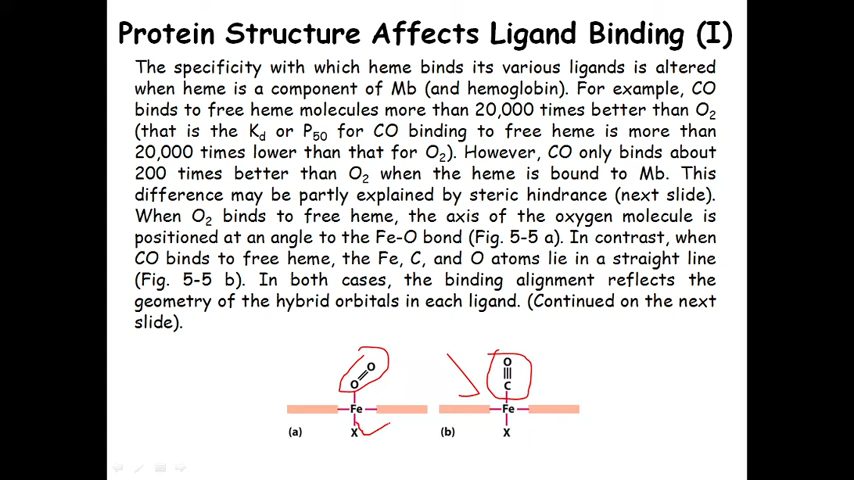 Protein Structure Affects Ligand Binding (I)
The specificity with which heme binds its various ligands is altered
when heme is a component of Mb (and hemoglobin). For example, CO
binds to free heme molecules more than 20,000 times better than O₂
(that is the K_d or P₅₀ for CO binding to free heme is more than
20,000 times lower than that for O₂). However, CO only binds about
200 times better than O₂ when the heme is bound to Mb. This
difference may be partly explained by steric hindrance (next slide).
When O₂ binds to free heme, the axis of the oxygen molecule is
positioned at an angle to the Fe-O bond (Fig. 5-5 a). In contrast, when
CO binds to free heme, the Fe, C, and O atoms lie in a straight line
(Fig. 5-5 b). In both cases, the binding alignment reflects the
geometry of the hybrid orbitals in each ligand. (Continued on the next
slide).
O
O
Fe
X
(a)
O
C
Fe
X
(b)